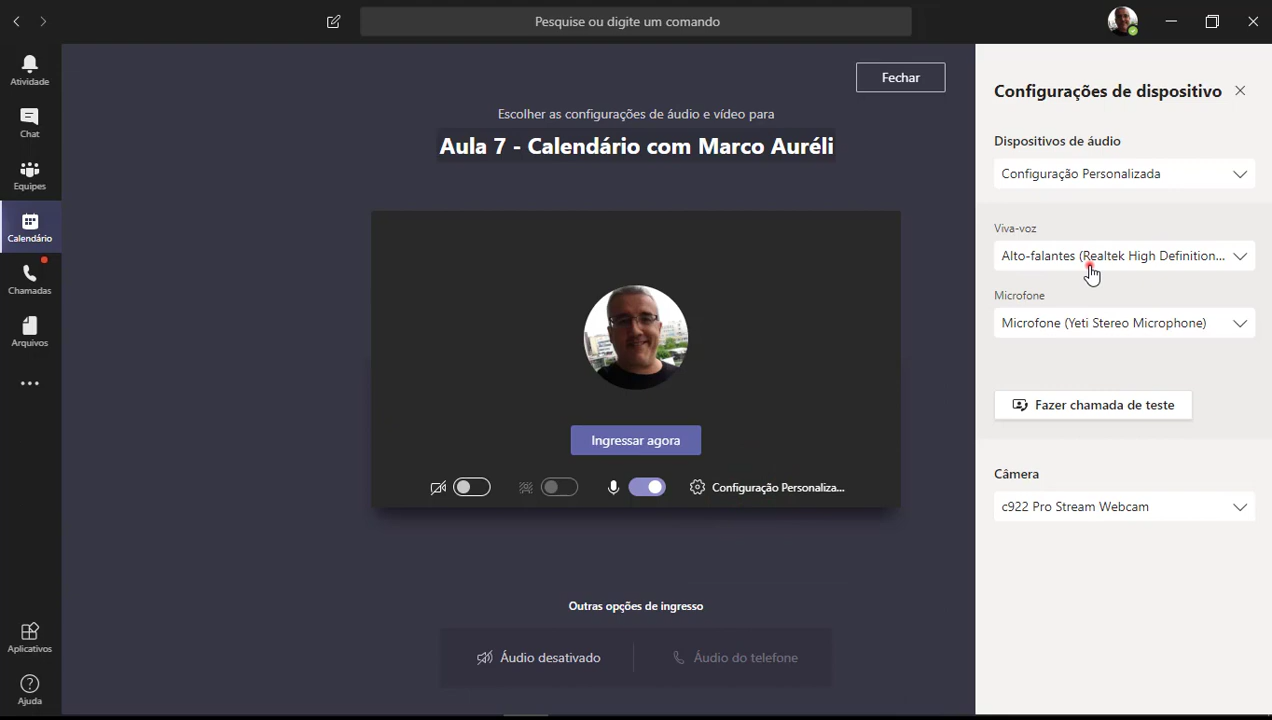 Pesquise ou digite um comando
Atividade
Chat
Equipes
Calendário
Chamadas
Arquivos
Aplicativos
Ajuda
Fechar
Escolher as configurações de áudio e vídeo para
Aula 7 - Calendário com Marco Auréli
Ingressar agora
Configuração Personaliza...
Outras opções de ingresso
Áudio desativado
Áudio do telefone
Configurações de dispositivo
Dispositivos de áudio
Configuração Personalizada
Viva-voz
Alto-falantes (Realtek High Definition...
Microfone
Microfone (Yeti Stereo Microphone)
Fazer chamada de teste
Câmera
c922 Pro Stream Webcam